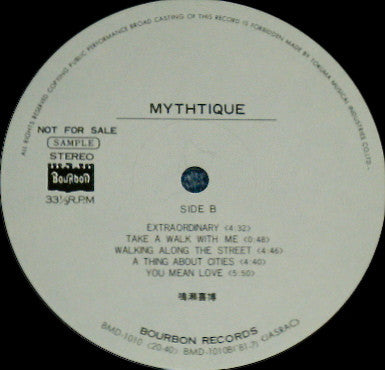 ALL RIGHTS RESERVED COPYING PUBLIC PERFORMANCE BROAD CASTING OF THIS RECORD IS FORBIDDEN MADE BY TOKUMA MUSICAL INDUSTRIES CO.,LTD.
MYTHTIQUE
NOT FOR SALE
SAMPLE
STEREO
BOURBON
33⅓R.P.M
SIDE B
EXTRAORDINARY <4:32>
TAKE A WALK WITH ME <0:48>
WALKING ALONG THE STREET <4:46>
A THING ABOUT CITIES <4:40>
YOU MEAN LOVE <5:50>
鳴瀬喜博
BOURBON RECORDS
BMD-1010 <20·40> BMD-1010B('81.7) (JASRAC)